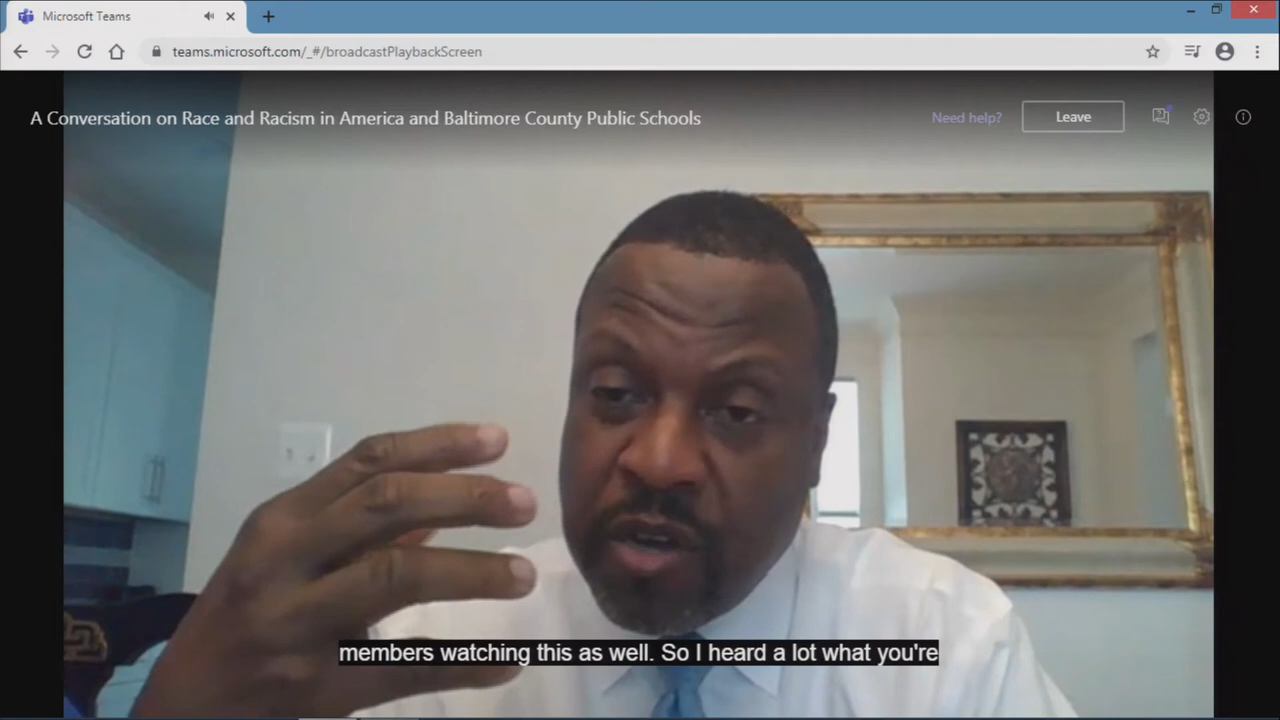 Microsoft Teams
teams.microsoft.com/_#/broadcastPlaybackScreen
A Conversation on Race and Racism in America and Baltimore County Public Schools
Need help?
Leave
members watching this as well. So I heard a lot what you're